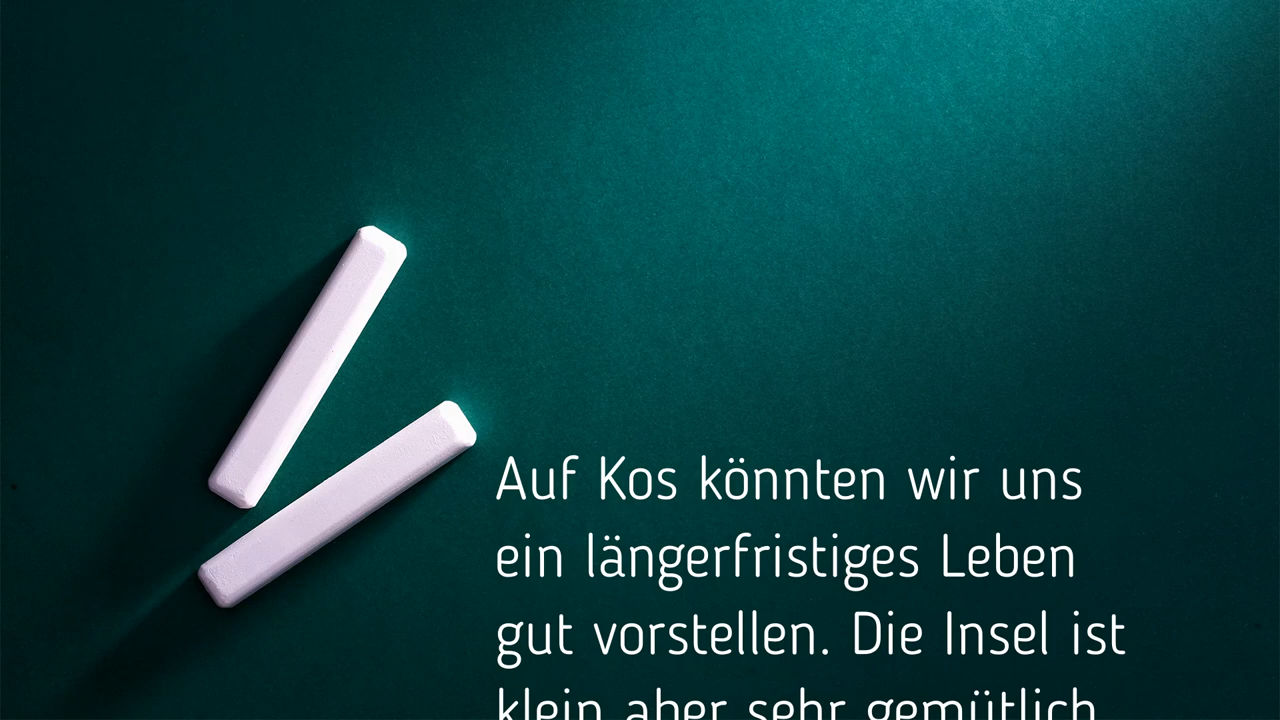 Auf Kos könnten wir uns
ein längerfristiges Leben
gut vorstellen. Die Insel ist
klein aber sehr gemütlich